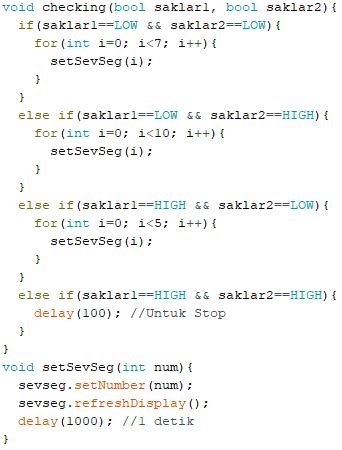 void checking(bool saklar1, bool saklar2){
  if(saklar1==LOW && saklar2==LOW){
    for(int i=0; i<7; i++){
      setSevSeg(i);
    }
  }
  else if(saklar1==LOW && saklar2==HIGH){
    for(int i=0; i<10; i++){
      setSevSeg(i);
    }
  }
  else if(saklar1==HIGH && saklar2==LOW){
    for(int i=0; i<5; i++){
      setSevSeg(i);
    }
  }
  else if(saklar1==HIGH && saklar2==HIGH){
    delay(100); //Untuk Stop
  }
}
void setSevSeg(int num){
  sevseg.setNumber(num);
  sevseg.refreshDisplay();
  delay(1000); //1 detik
}